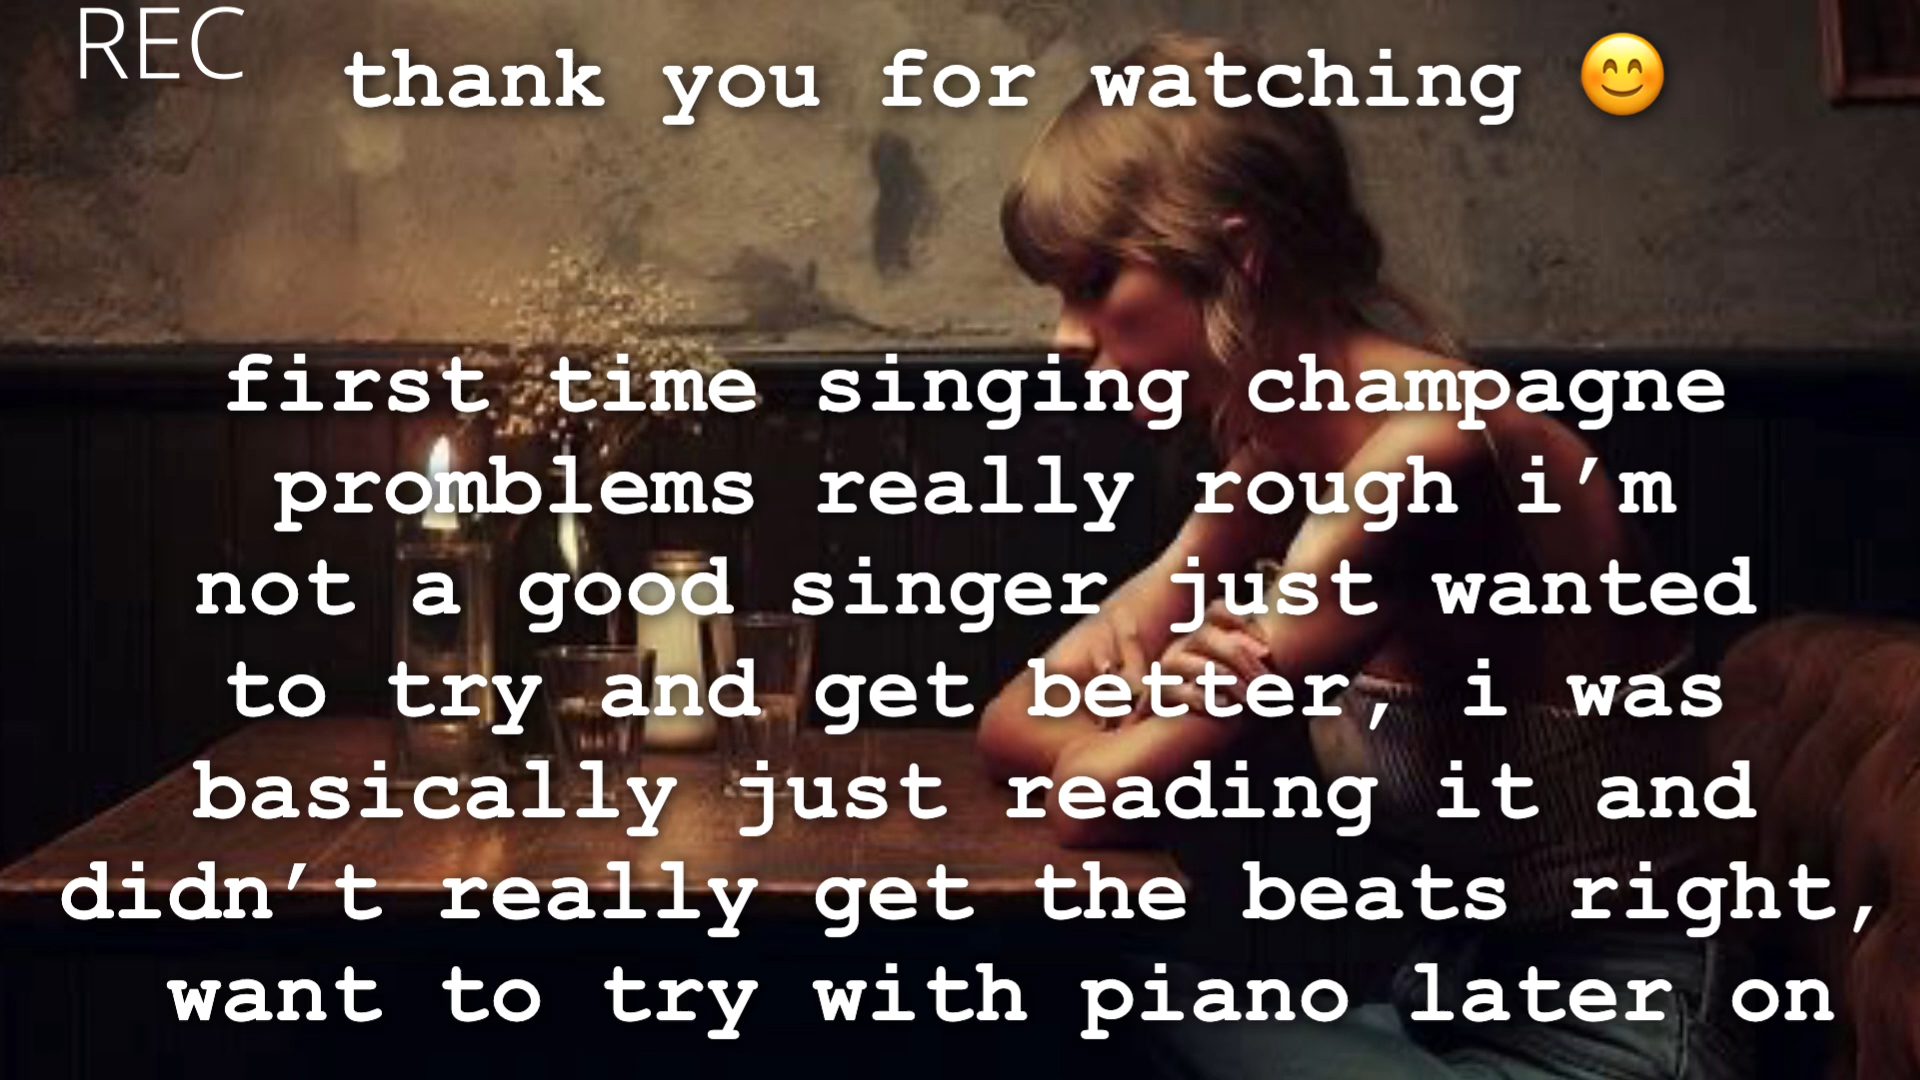 REC
thank you for watching 😊
first time singing champagne
promblems really rough i’m
not a good singer just wanted
to try and get better, i was
basically just reading it and
didn’t really get the beats right,
want to try with piano later on